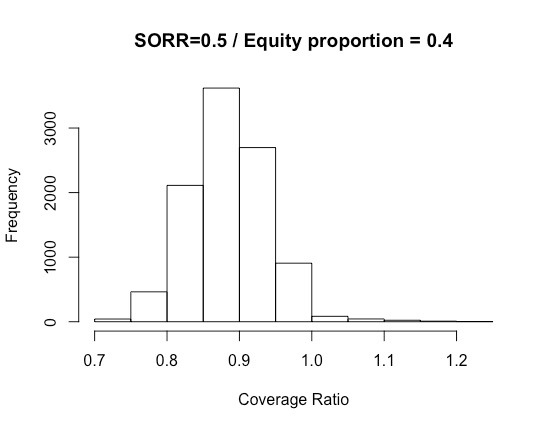 SORR=0.5 / Equity proportion = 0.4
3000
2000
1000
0
Frequency
0.7 0.8 0.9 1.0 1.1 1.2
Coverage Ratio